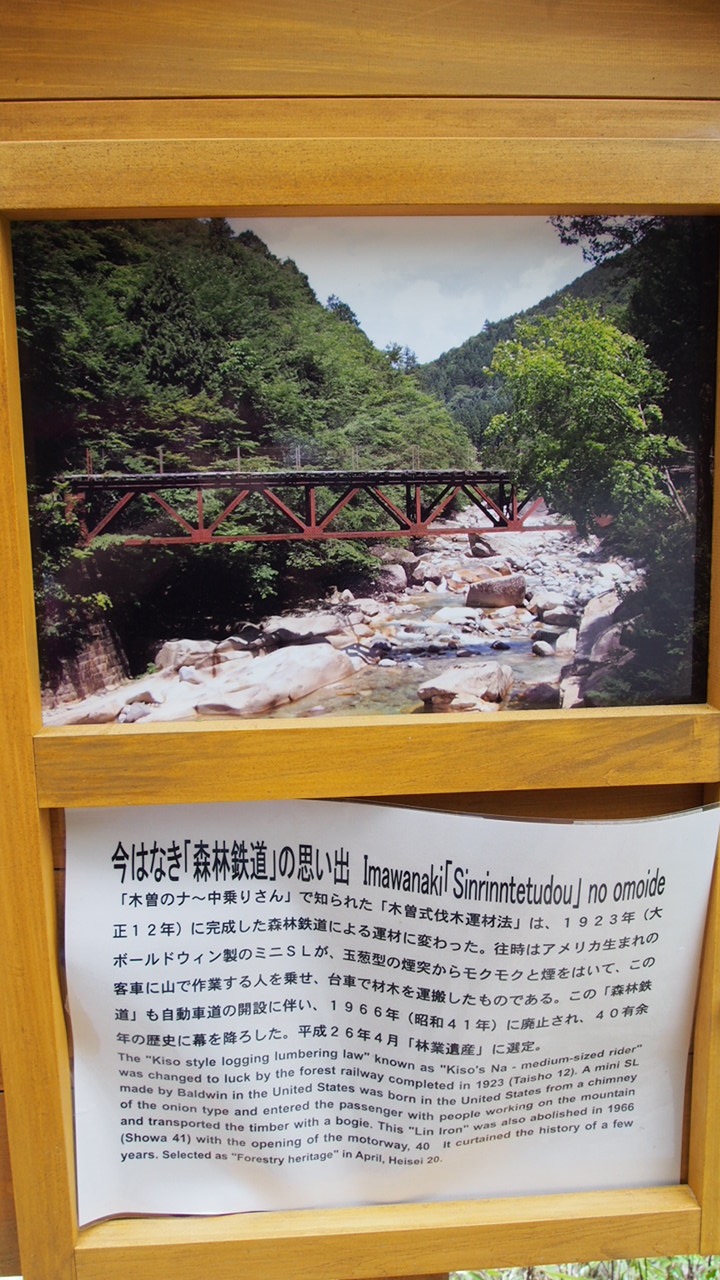 今はなき「森林鉄道」の思い出 Imawanaki「Sinrinntetudou」 no omoide
「木曽のナ～中乗りさん」で知られた「木曽式伐木運材法」は、１９２３年（大
正１２年）に完成した森林鉄道による運材に変わった。往時はアメリカ生まれの
ボールドウィン製のミニＳＬが、玉葱型の煙突からモクモクと煙をはいて、この
客車に山で作業する人を乗せ、台車で材木を運搬したものである。この「森林鉄
道」も自動車道の開設に伴い、１９６６年（昭和４１年）に廃止され、４０有余
年の歴史に幕を降ろした。平成２６年４月「林業遺産」に選定。
The "Kiso style logging lumbering law" known as "Kiso's Na - medium-sized rider"
was changed to luck by the forest railway completed in 1923 (Taisho 12). A mini SL
made by Baldwin in the United States was born in the United States from a chimney
of the onion type and entered the passenger with people working on the mountain
and transported the timber with a bogie. This "Lin Iron" was also abolished in 1966
(Showa 41) with the opening of the motorway, 40 It curtained the history of a few
years. Selected as "Forestry heritage" in April, Heisei 20.